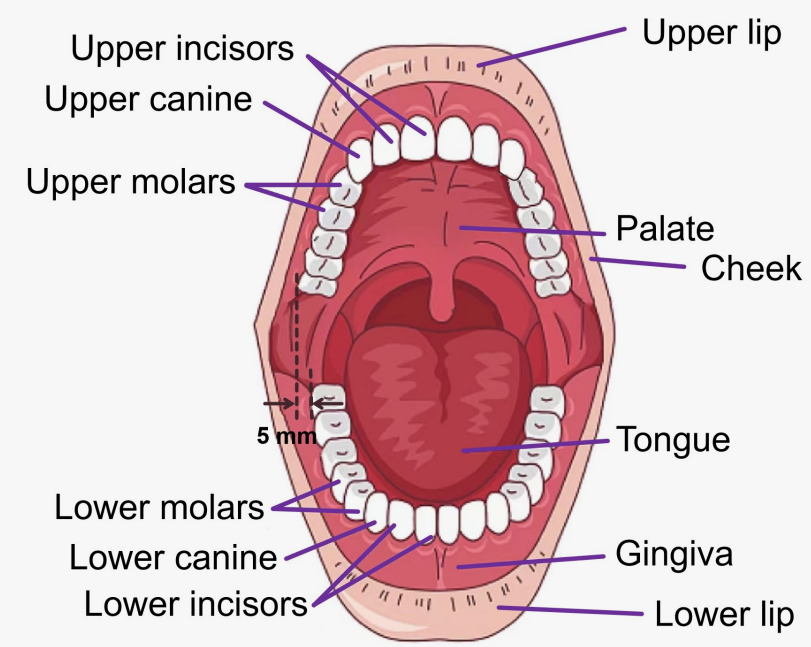 Upper lip
Upper incisors
Upper canine
Upper molars
Palate
Cheek
5 mm
Tongue
Lower molars
Lower canine
Gingiva
Lower incisors
Lower lip